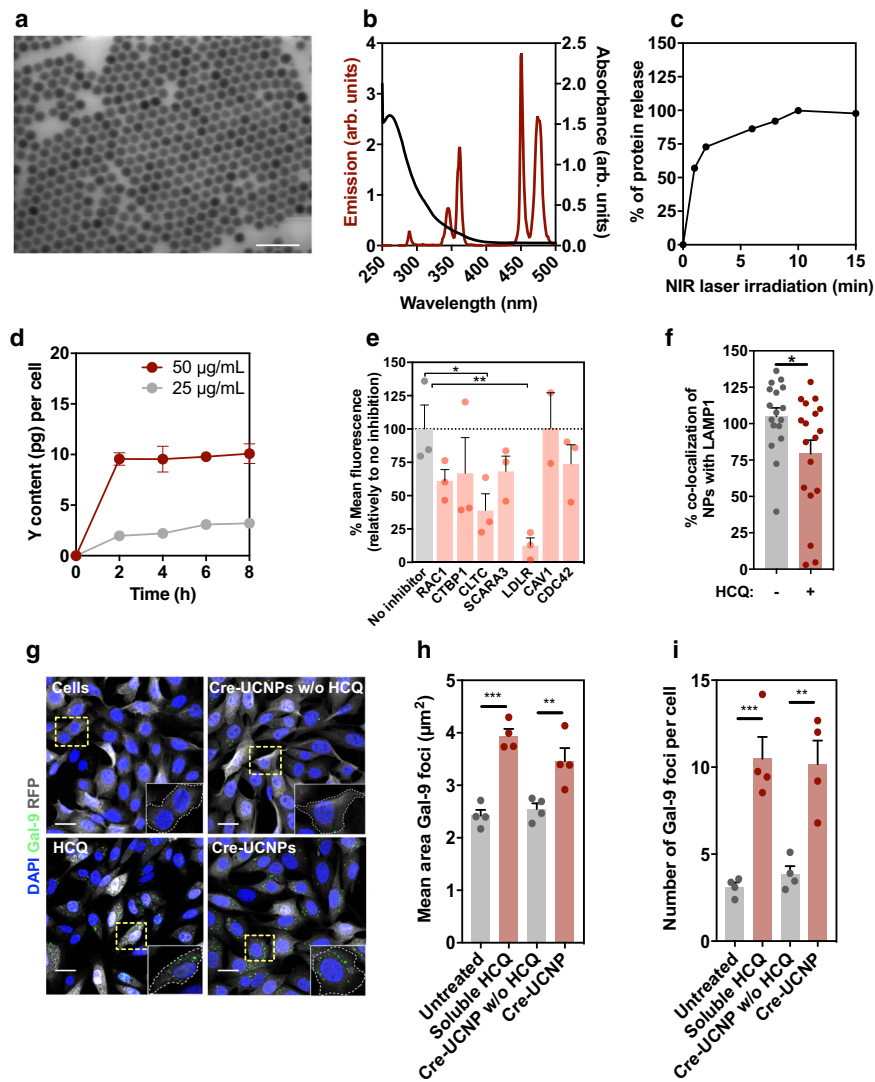 a
b
Emission (arb. units)
4
3
2
1
0
2.5
2.0
1.5
1.0
0.5
0.0
Absorbance (arb. units)
250
300
350
400
450
500
Wavelength (nm)
c
% of protein release
150
125
100
75
50
25
0
0
5
10
15
NIR laser irradiation (min)
d
Y content (pg) per cell
20
15
10
5
0
50 µg/mL
25 µg/mL
0
2
4
6
8
Time (h)
e
% Mean fluorescence
(relatively to no inhibition)
150
125
100
75
50
25
0
*
**
No inhibitor
RAC1
CTBP1
CLTC
SCARA3
LDLR
CAV1
CDC42
f
% co-localization of
NPs with LAMP1
150
125
100
75
50
25
0
*
HCQ: - +
g
DAPI Gal-9 RFP
Cells
Cre-UCNPs w/o HCQ
HCQ
Cre-UCNPs
h
Mean area Gal-9 foci (µm²)
5
4
3
2
1
0
***
**
Untreated
Soluble HCQ
Cre-UCNP w/o HCQ
Cre-UCNP
i
Number of Gal-9 foci per cell
15
10
5
0
***
**
Untreated
Soluble HCQ
Cre-UCNP w/o HCQ
Cre-UCNP